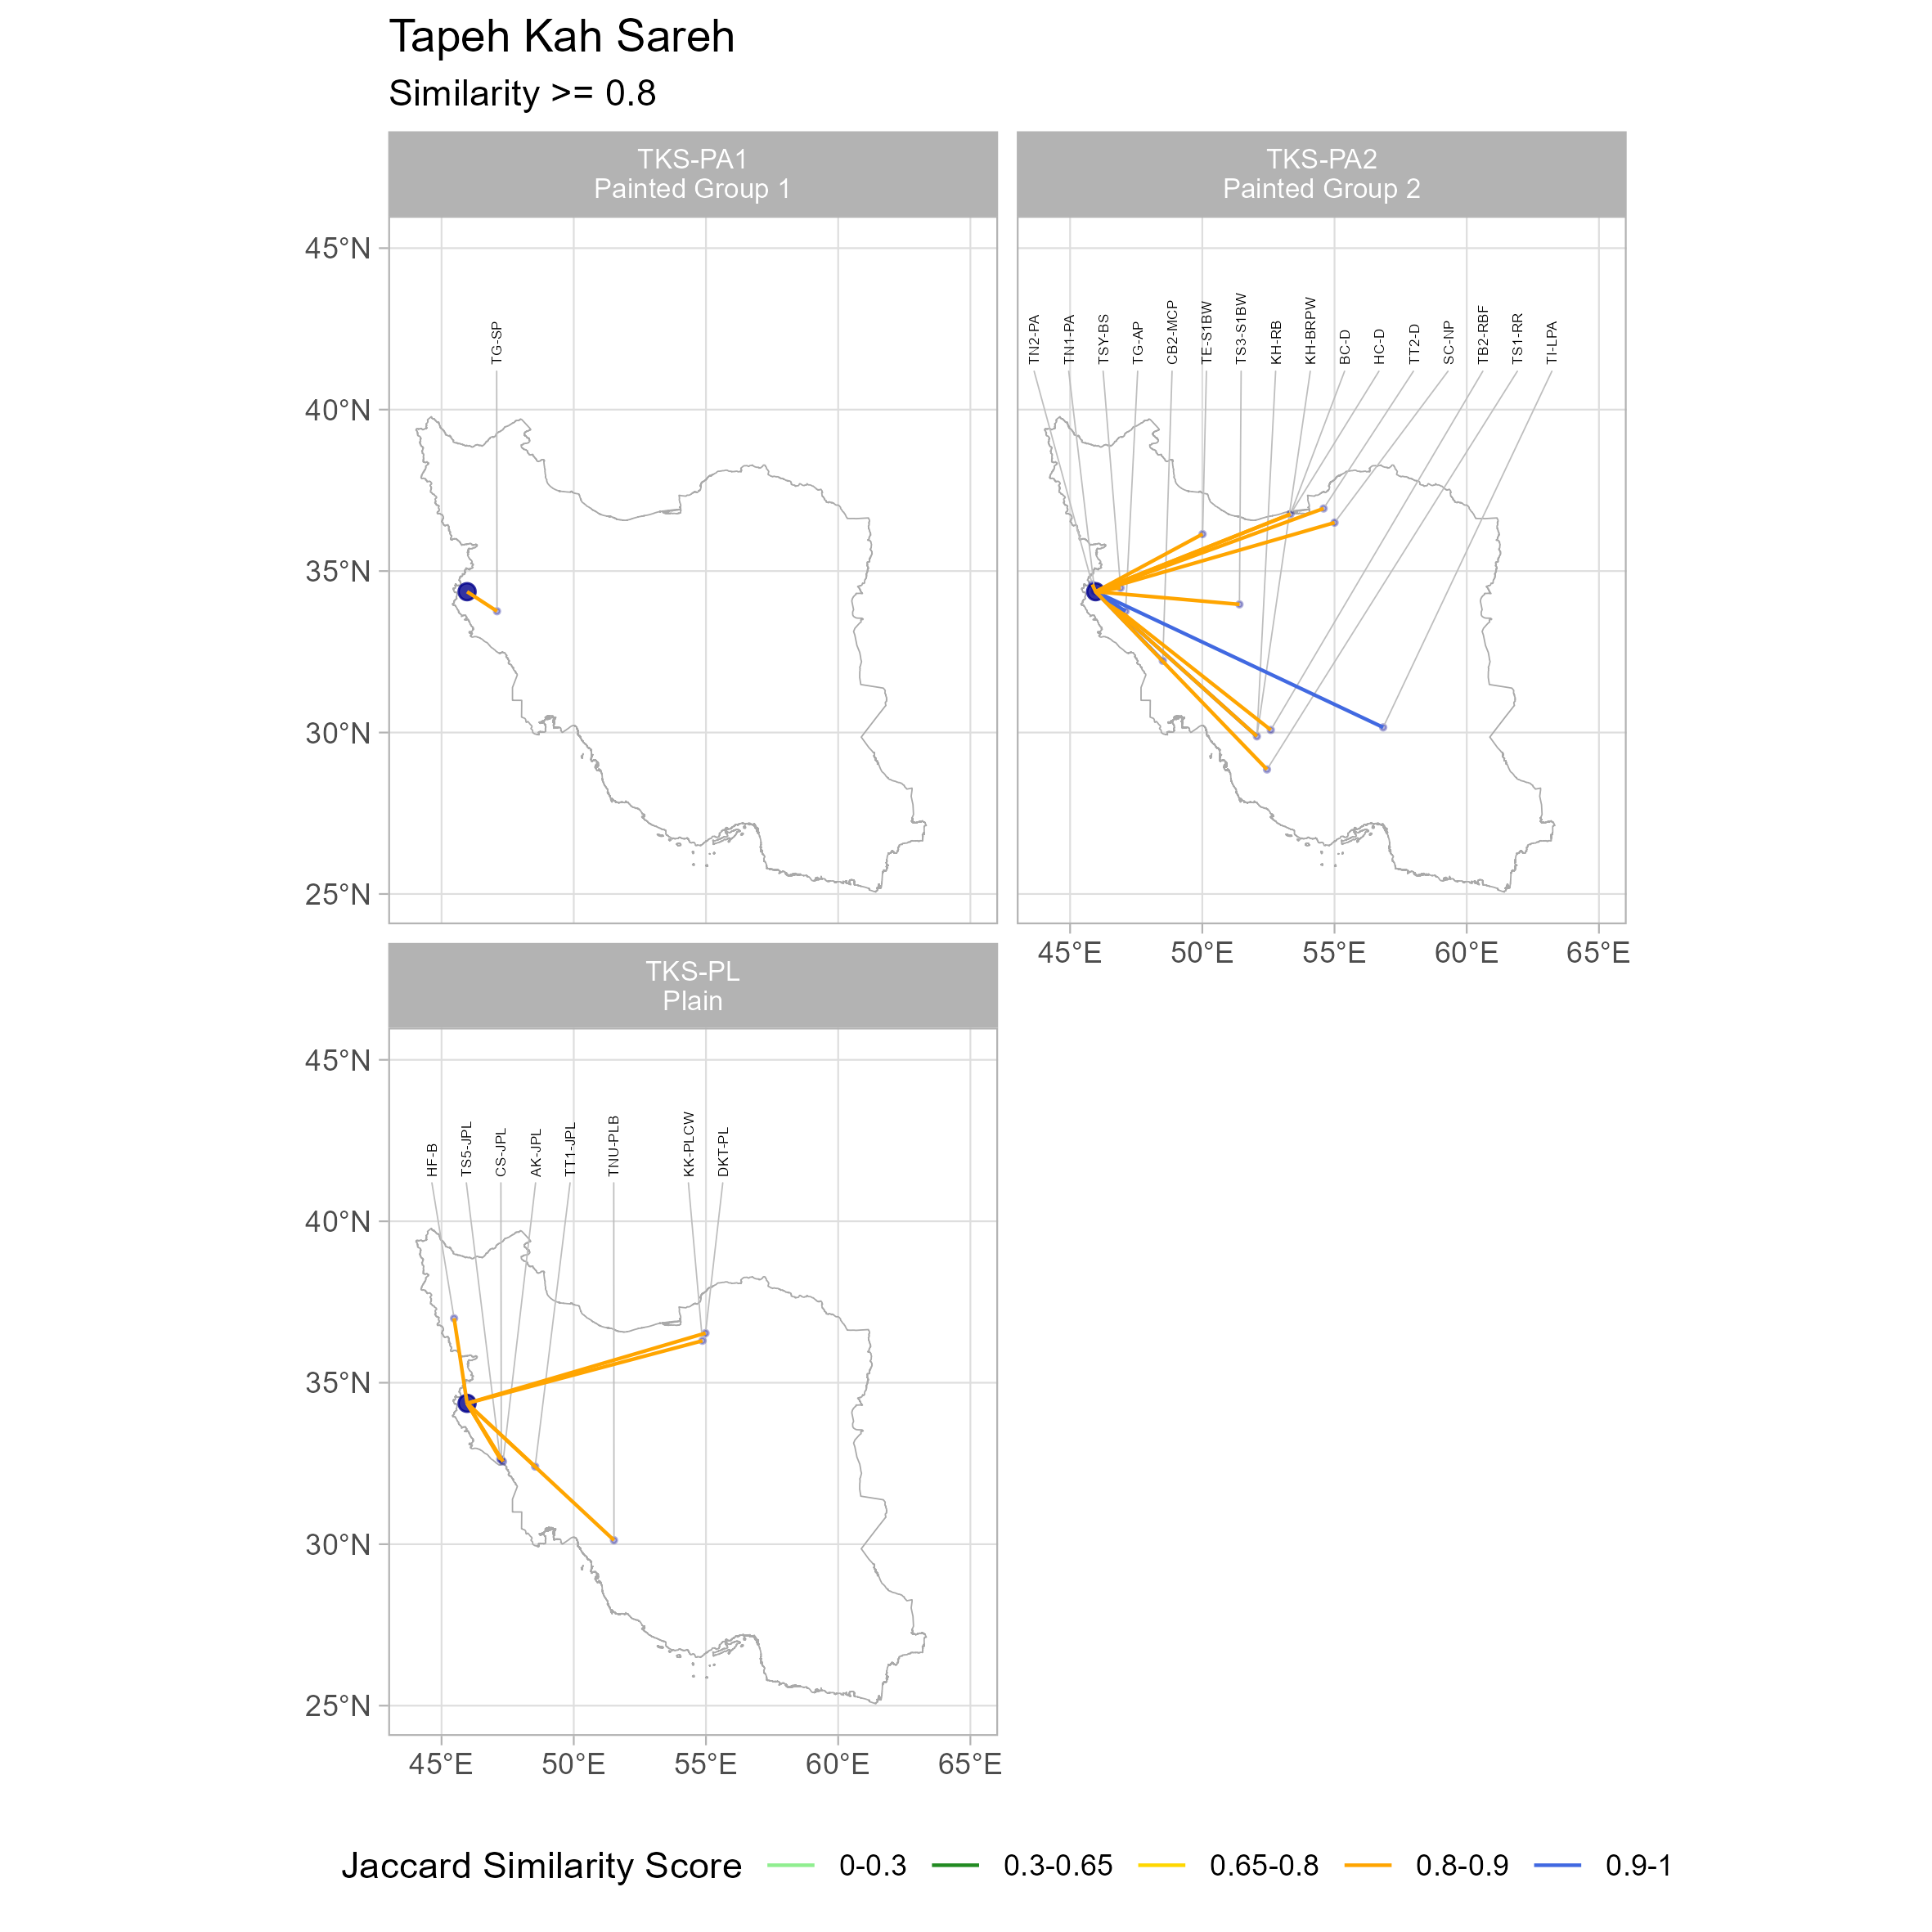 Tapeh Kah Sareh
Similarity >= 0.8
TKS-PA1
Painted Group 1
TKS-PA2
Painted Group 2
45°N
40°N
35°N
30°N
25°N
TG-SP
TN2-PA
TN1-PA
TSY-BS
TG-AP
CB2-MCP
TE-S1BW
TS3-S1BW
KH-RB
KH-BRPW
BC-D
HC-D
TT2-D
SC-NP
TB2-RBF
TS1-RR
TI-LPA
45°E 50°E 55°E 60°E 65°E
TKS-PL
Plain
45°N
40°N
35°N
30°N
25°N
HF-B
TS5-JPL
CS-JPL
AK-JPL
TT1-JPL
TNU-PLB
KK-PLCW
DKT-PL
45°E 50°E 55°E 60°E 65°E
Jaccard Similarity Score 0-0.3 0.3-0.65 0.65-0.8 0.8-0.9 0.9-1